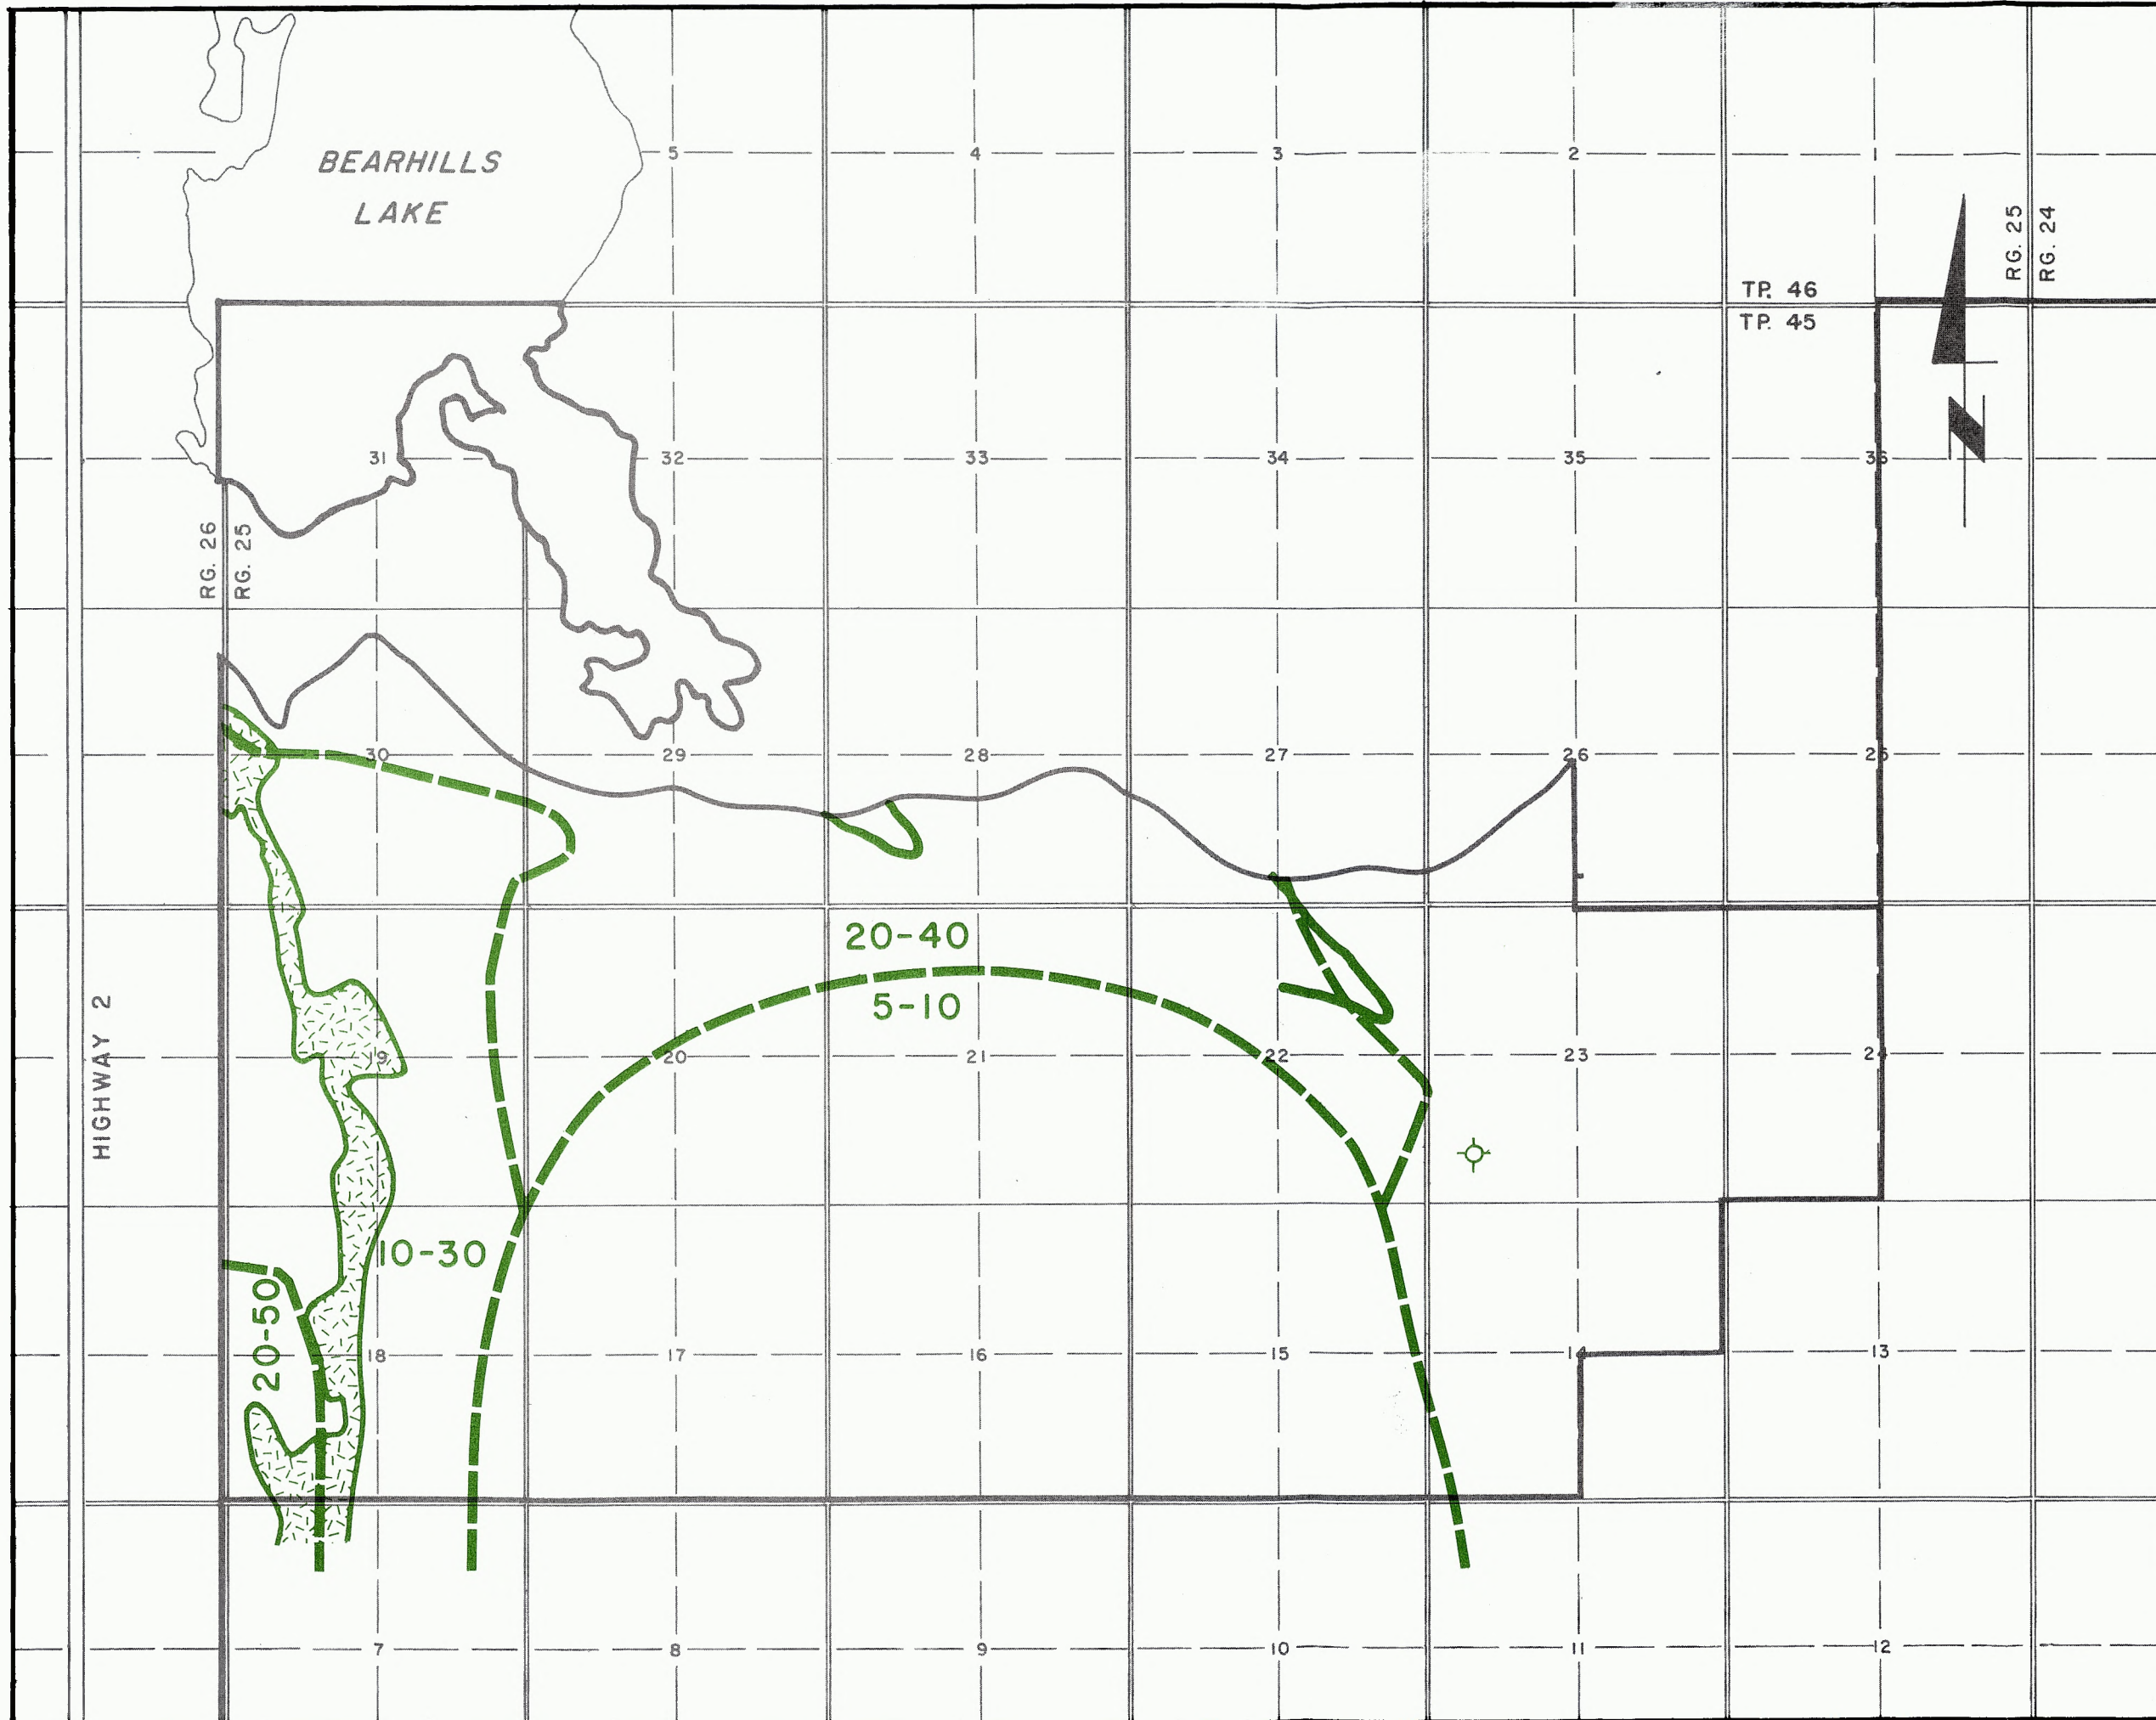 5 4 3 2 1
BEARHILLS
LAKE
RG. 25
RG. 24
TP. 46
TP. 45
31 32 33 34 35 36
RG. 26
RG. 25
30 29 28 27 26 25
20-40
5-10
HIGHWAY 2
19 20 21 22 23 24
10-30
20-50
18 17 16 15 14 13
7 8 9 10 11 12
N